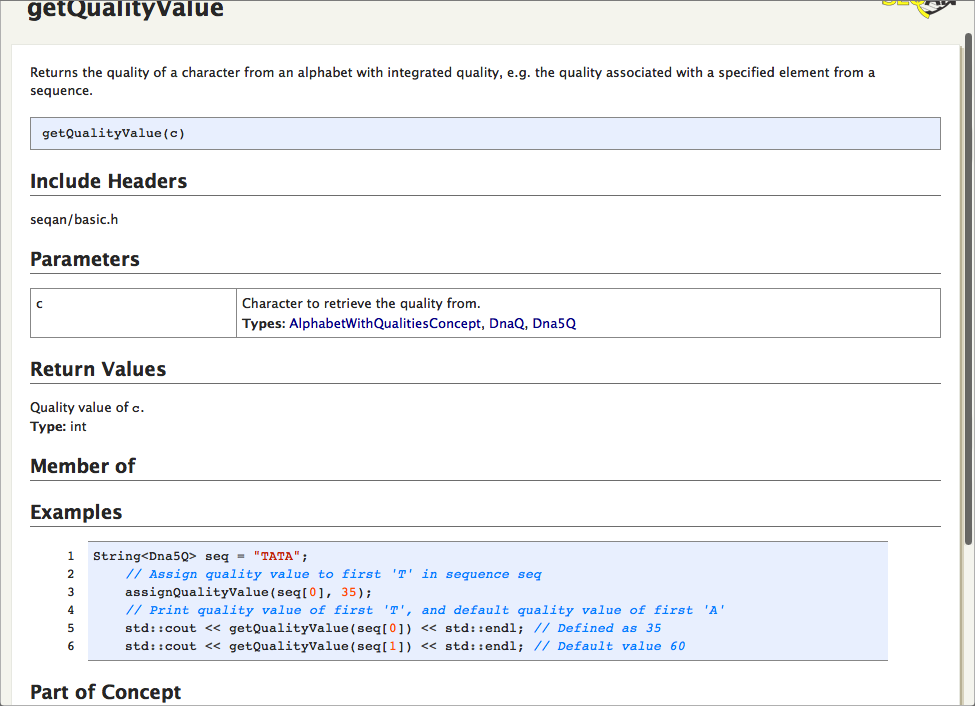 getQualityValue
Returns the quality of a character from an alphabet with integrated quality, e.g. the quality associated with a specified element from a
sequence.
getQualityValue(c)
Include Headers
seqan/basic.h
Parameters
c
Character to retrieve the quality from.
Types: AlphabetWithQualitiesConcept, DnaQ, Dna5Q
Return Values
Quality value of c.
Type: int
Member of
Examples
1 String<Dna5Q> seq = "TATA";
2 // Assign quality value to first 'T' in sequence seq
3 assignQualityValue(seq[0], 35);
4 // Print quality value of first 'T', and default quality value of first 'A'
5 std::cout << getQualityValue(seq[0]) << std::endl; // Defined as 35
6 std::cout << getQualityValue(seq[1]) << std::endl; // Default value 60
Part of Concept